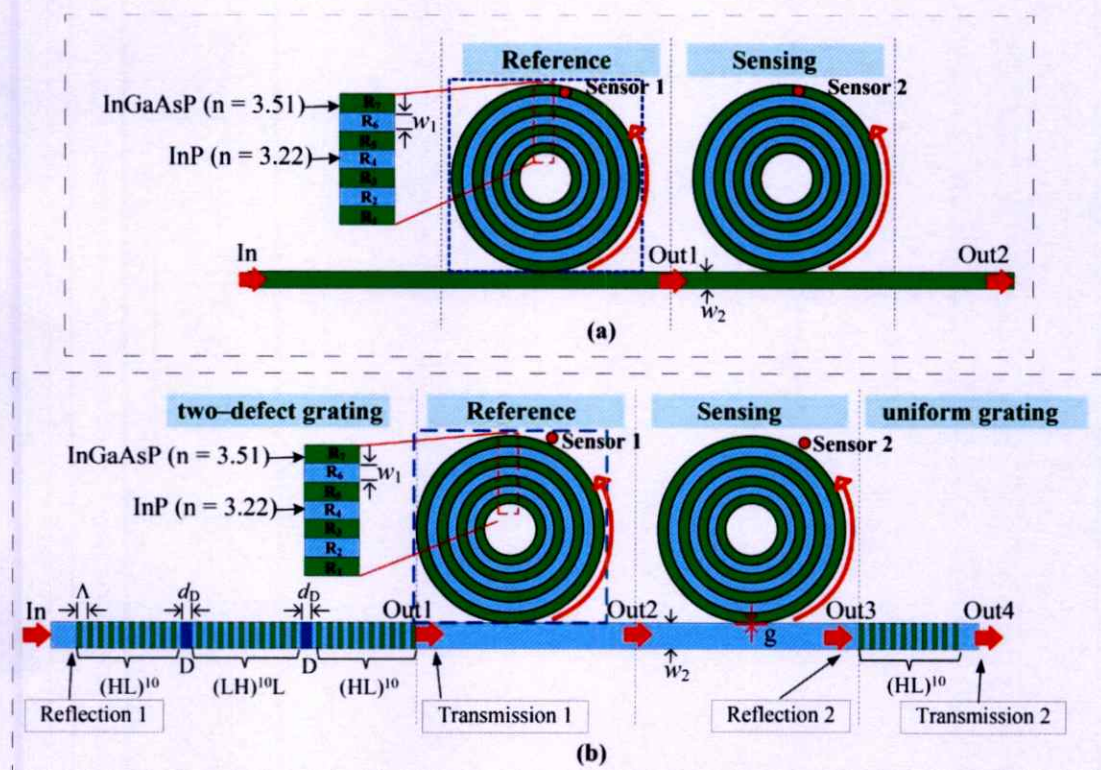 Reference
Sensing
Sensor 1
Sensor 2
InGaAsP (n = 3.51)
InP (n = 3.22)
R₇
R₆
R₅
R₄
R₃
R₂
R₁
w₁
In
Out1
Out2
w₂
(a)
two–defect grating
Reference
Sensing
uniform grating
Sensor 1
Sensor 2
InGaAsP (n = 3.51)
InP (n = 3.22)
R₇
R₆
R₅
R₄
R₃
R₂
R₁
w₁
In
Λ
d_D
d_D
Out1
Out2
Out3
Out4
g
w₂
D
D
(HL)¹⁰
(LH)¹⁰L
(HL)¹⁰
(HL)¹⁰
Reflection 1
Transmission 1
Reflection 2
Transmission 2
(b)